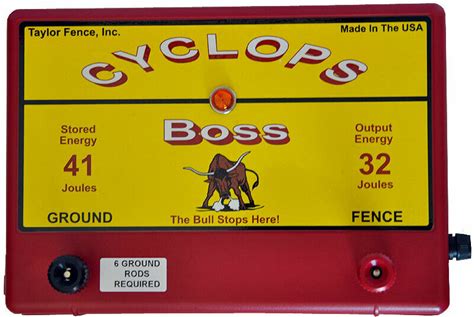 Taylor Fence, Inc.
Made In The USA
CYCLOPS
Stored
Energy
41
Joules
Boss
Output
Energy
32
Joules
GROUND
The Bull Stops Here!
FENCE
6 GROUND
RODS
REQUIRED